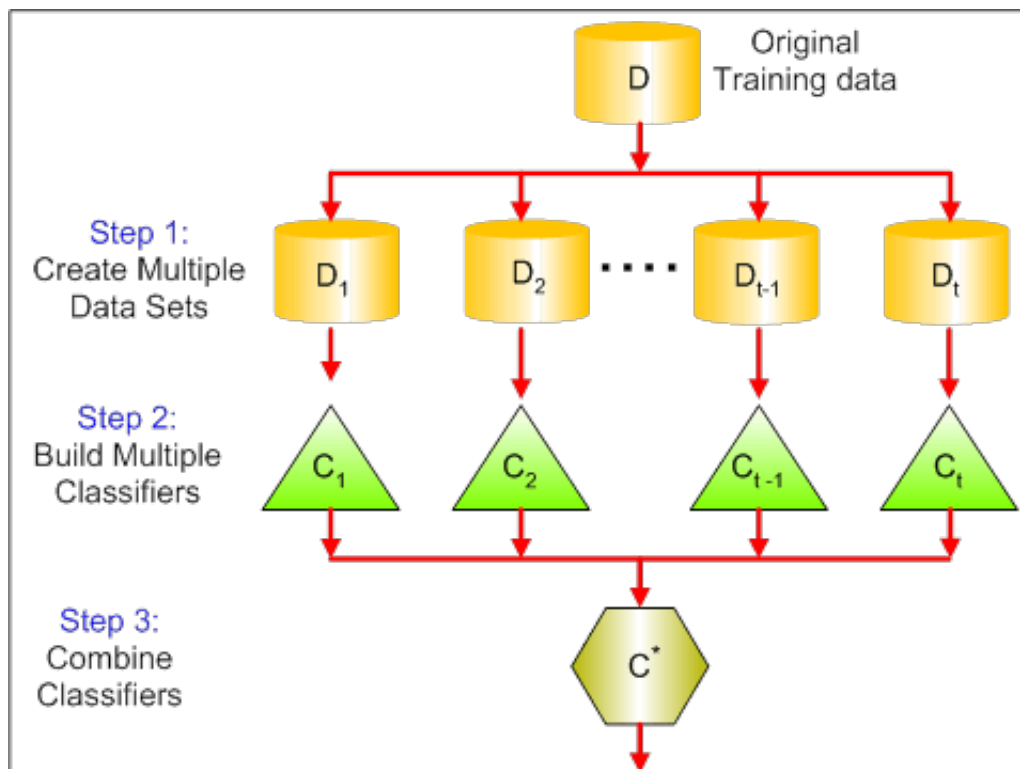 D
Original
Training data
Step 1:
Create Multiple
Data Sets
D₁
D₂
....
Dₜ₋₁
Dₜ
Step 2:
Build Multiple
Classifiers
C₁
C₂
Cₜ₋₁
Cₜ
Step 3:
Combine
Classifiers
C*